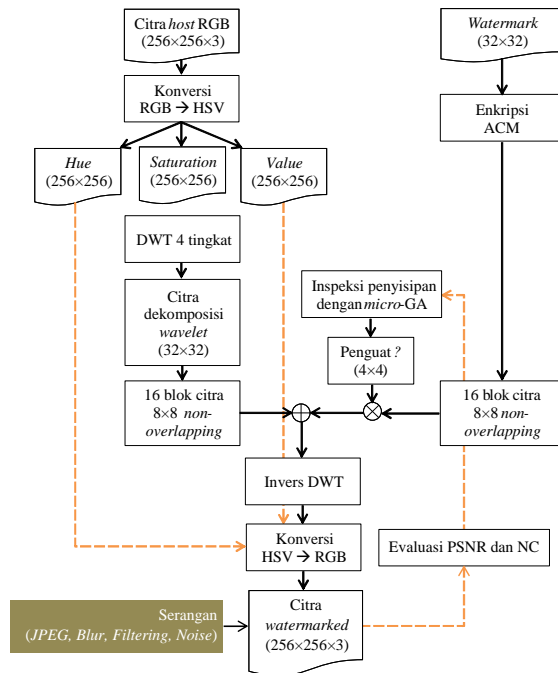 Citra host RGB
(256×256×3)
Watermark
(32×32)
Konversi
RGB → HSV
Enkripsi
ACM
Hue
(256×256)
Saturation
(256×256)
Value
(256×256)
DWT 4 tingkat
Inspeksi penyisipan
dengan micro-GA
Citra
dekomposisi
wavelet
(32×32)
Penguat ?
(4×4)
16 blok citra
8×8 non-
overlapping
16 blok citra
8×8 non-
overlapping
Invers DWT
Konversi
HSV → RGB
Evaluasi PSNR dan NC
Serangan
(JPEG, Blur, Filtering, Noise)
Citra
watermarked
(256×256×3)